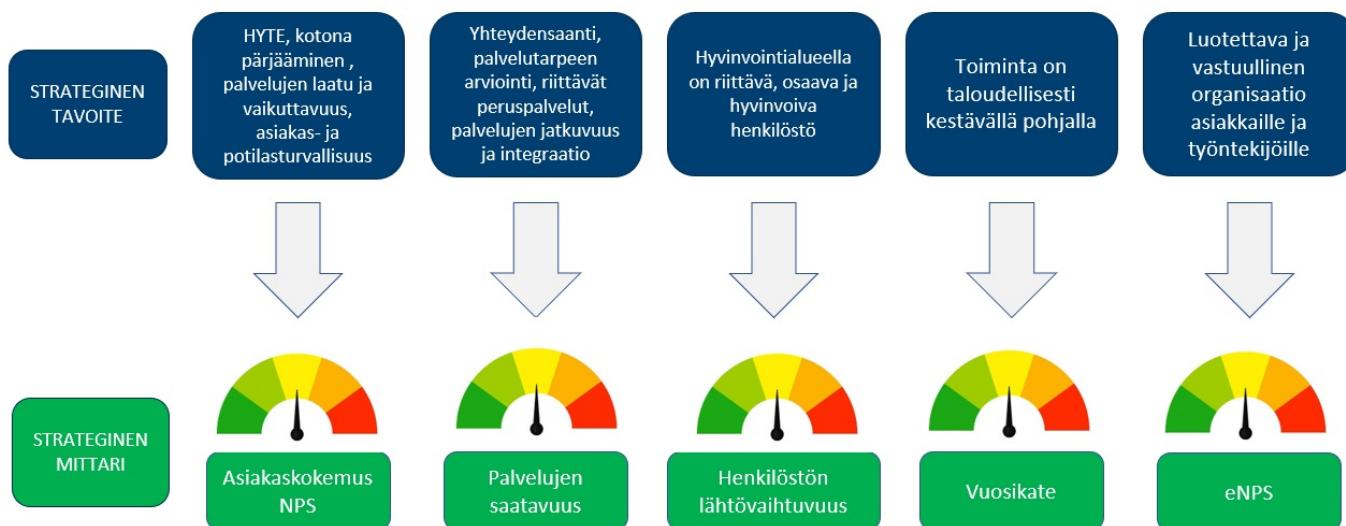 STRATEGINEN
TAVOITE
HYTE, kotona
pärjääminen ,
palvelujen laatu ja
vaikuttavuus,
asiakas- ja
potilasturvallisuus
Yhteydensaanti,
palvelutarpeen
arviointi, riittävät
peruspalvelut,
palvelujen jatkuvuus
ja integraatio
Hyvinvointialueella
on riittävä, osaava ja
hyvinvoiva
henkilöstö
Toiminta on
taloudellisesti
kestävällä pohjalla
Luotettava ja
vastuullinen
organisaatio
asiakkaille ja
työntekijöille
STRATEGINEN
MITTARI
Asiakaskokemus
NPS
Palvelujen
saatavuus
Henkilöstön
lähtövaihtuvuus
Vuosikate
eNPS